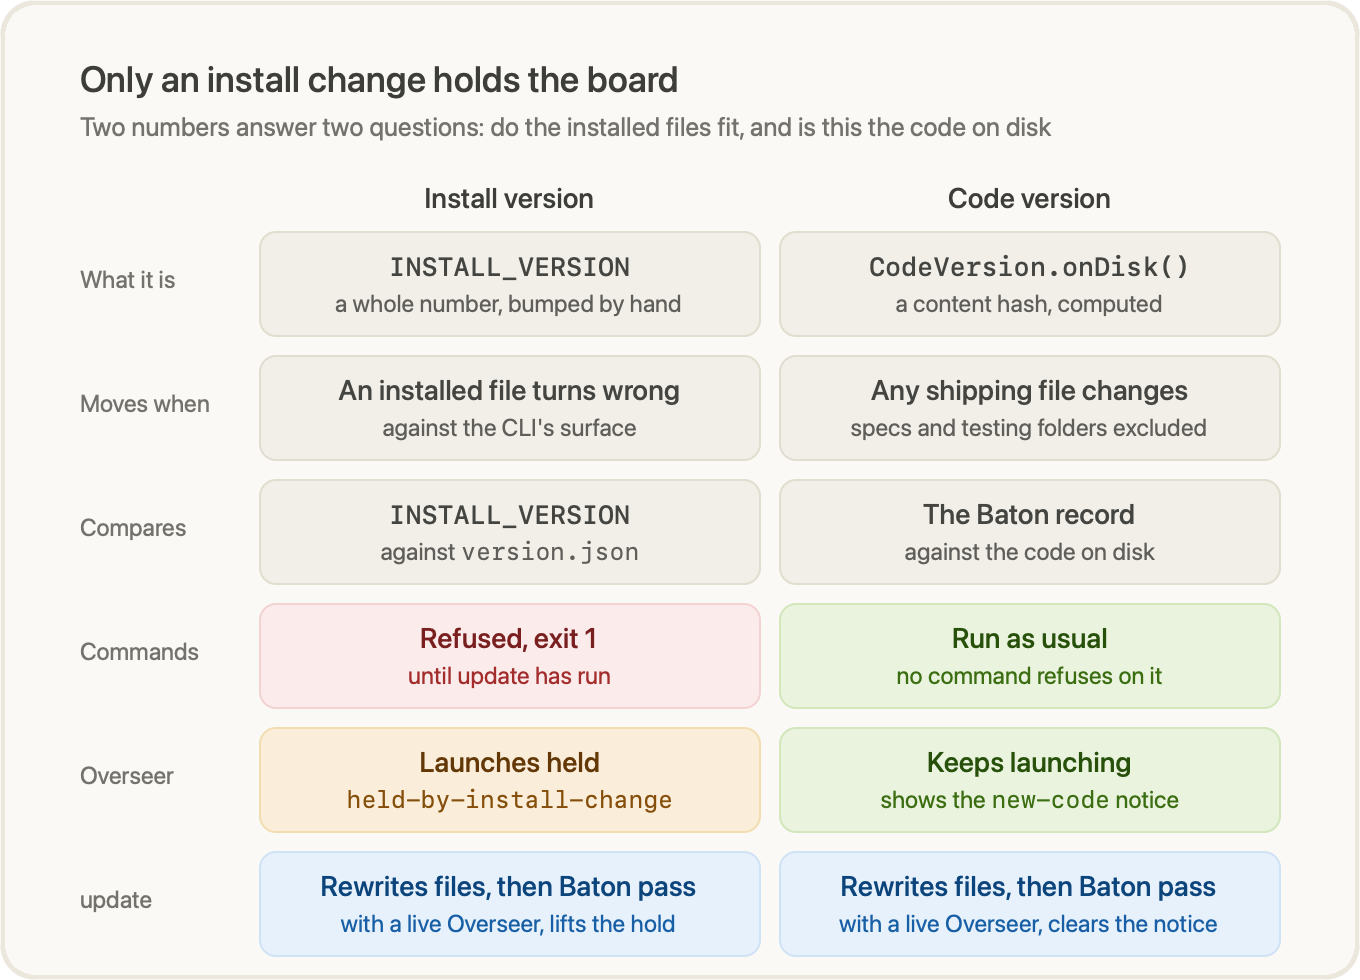 Only an install change holds the board
Two numbers answer two questions: do the installed files fit, and is this the code on disk
Install version
Code version
What it is
INSTALL_VERSION
a whole number, bumped by hand
CodeVersion.onDisk()
a content hash, computed
Moves when
An installed file turns wrong
against the CLI's surface
Any shipping file changes
specs and testing folders excluded
Compares
INSTALL_VERSION
against version.json
The Baton record
against the code on disk
Commands
Refused, exit 1
until update has run
Run as usual
no command refuses on it
Overseer
Launches held
held-by-install-change
Keeps launching
shows the new-code notice
update
Rewrites files, then Baton pass
with a live Overseer, lifts the hold
Rewrites files, then Baton pass
with a live Overseer, clears the notice